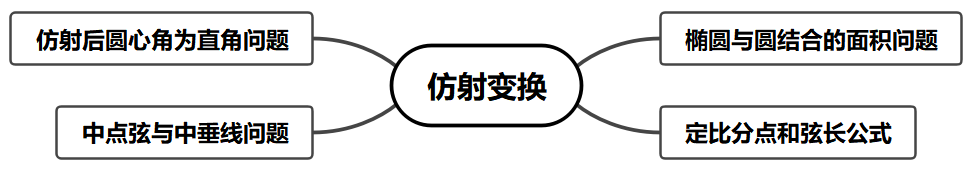 仿射后圆心角为直角问题
椭圆与圆结合的面积问题
仿射变换
中点弦与中垂线问题
定比分点和弦长公式